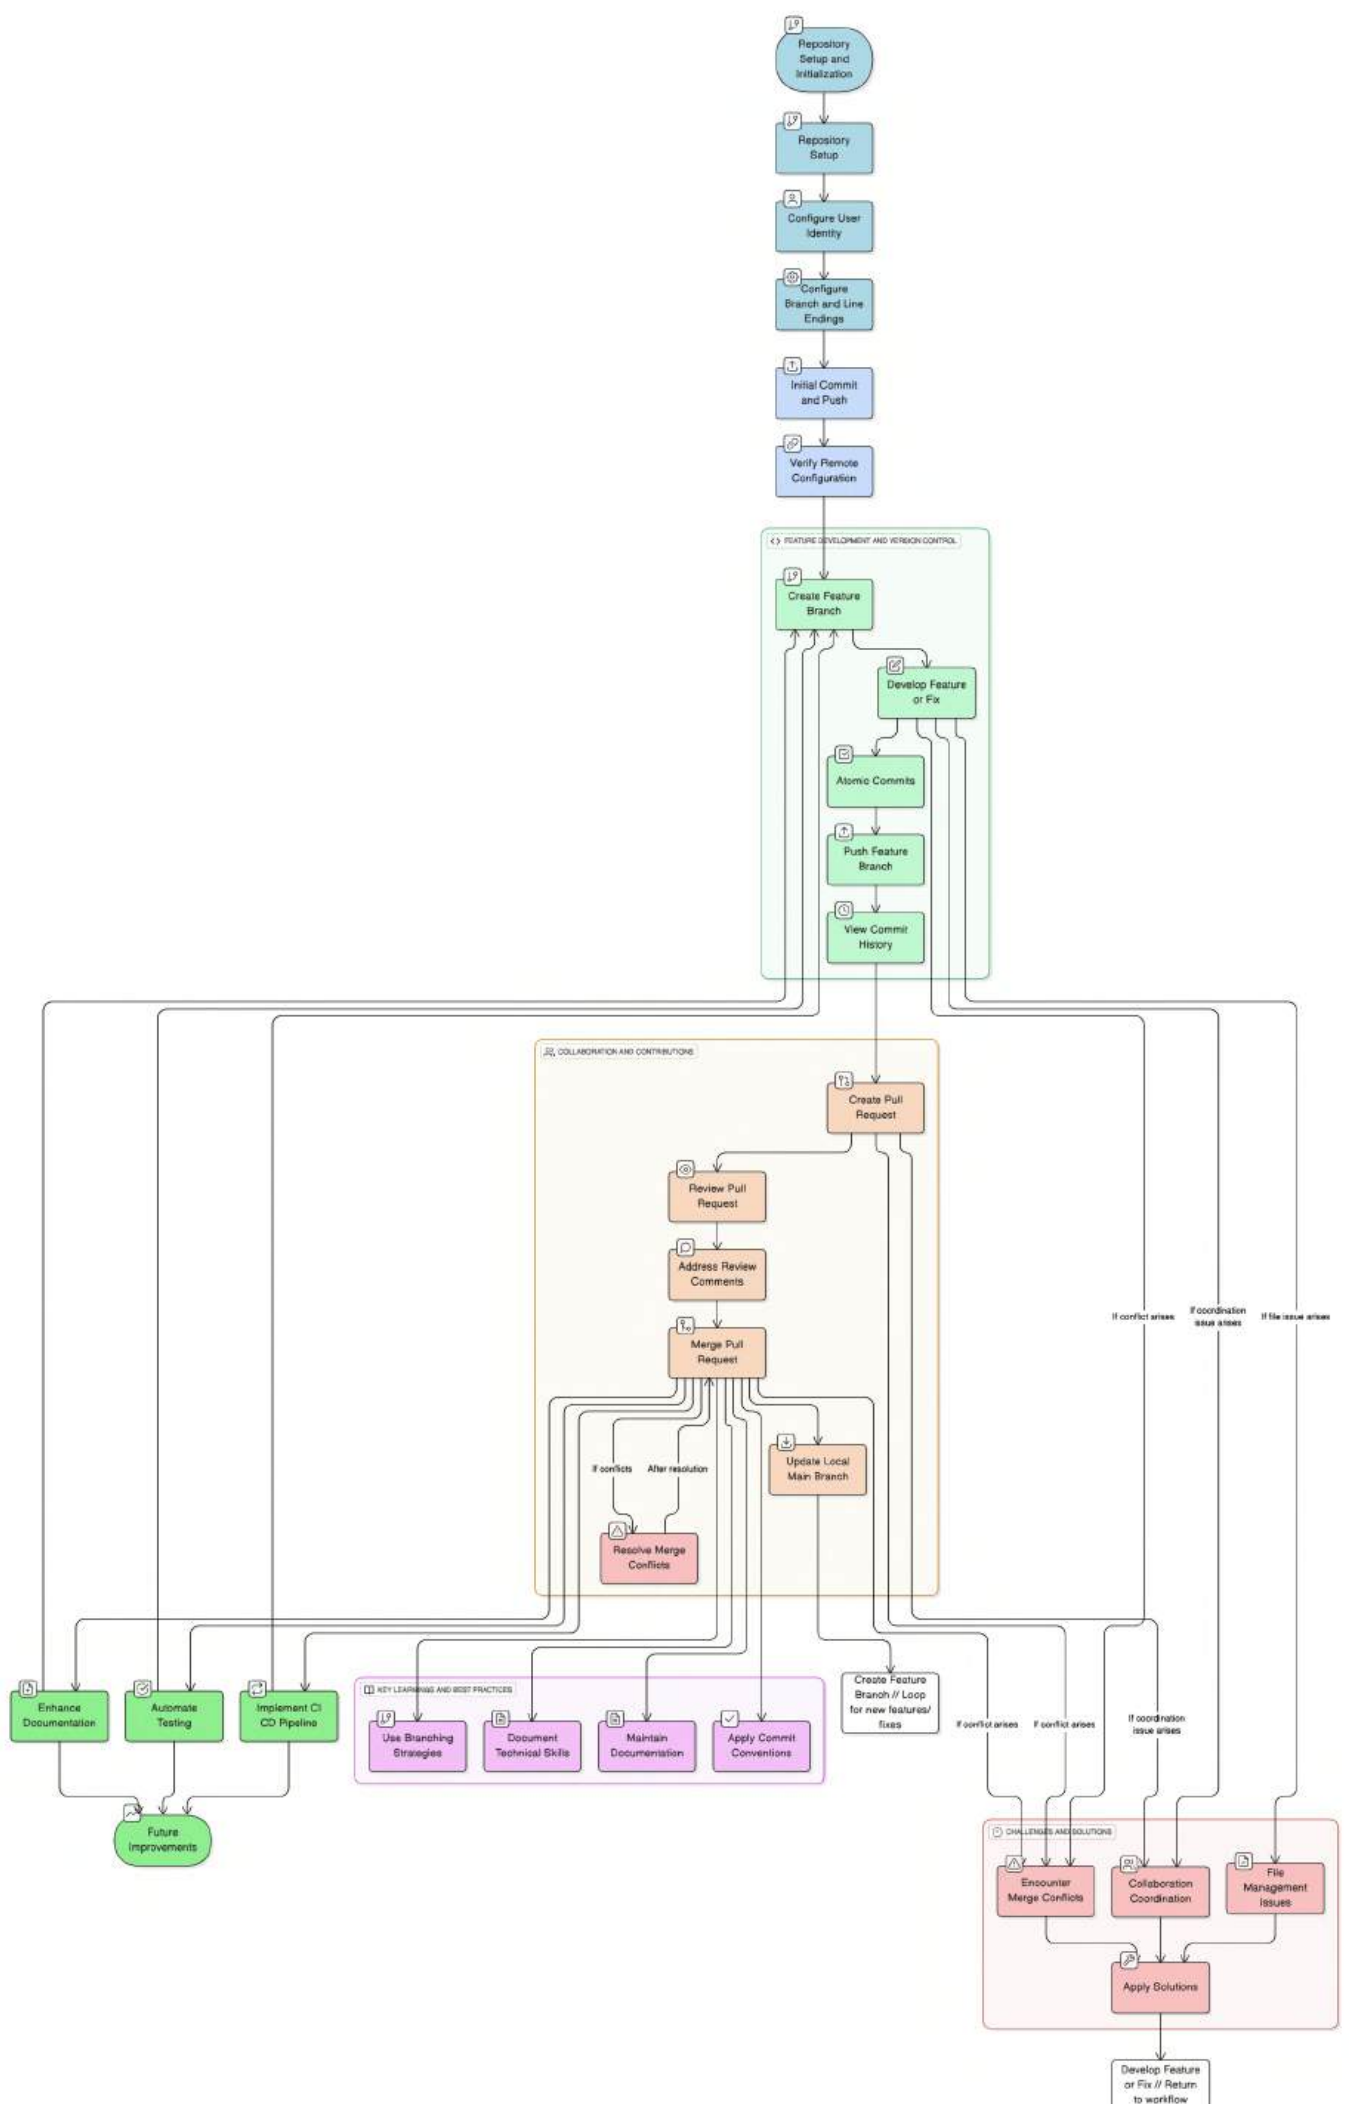 Repository
Setup and
Initialization
Repository
Setup
Configure User
Identity
Configure
Branch and Line
Endings
Initial Commit
and Push
Verify Remote
Configuration
FEATURE DEVELOPMENT AND VERSION CONTROL
Create Feature
Branch
Develop Feature
or Fix
Atomic Commits
Push Feature
Branch
View Commit
History
COLLABORATION AND CONTRIBUTIONS
Create Pull
Request
Review Pull
Request
Address Review
Comments
Merge Pull
Request
If conflict arises
If coordination
issue arises
If file issue arises
If conflicts
After resolution
Update Local
Main Branch
Resolve Merge
Conflicts
Enhance
Documentation
Automate
Testing
Implement CI
CD Pipeline
KEY LEARNINGS AND BEST PRACTICES
Use Branching
Strategies
Document
Technical Skills
Maintain
Documentation
Apply Commit
Conventions
Create Feature
Branch // Loop
for new features/
fixes
If conflict arises
If conflict arises
If coordination
issue arises
Future
Improvements
CHALLENGES AND SOLUTIONS
Encounter
Merge Conflicts
Collaboration
Coordination
File
Management
Issues
Apply Solutions
Develop Feature
or Fix // Return
to workflow